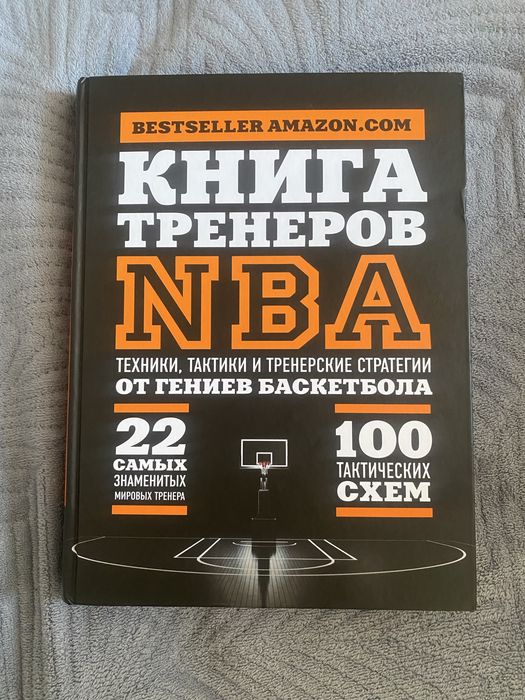 BESTSELLER AMAZON.COM
КНИГА
ТРЕНЕРОВ
NBA
ТЕХНИКИ, ТАКТИКИ И ТРЕНЕРСКИЕ СТРАТЕГИИ
ОТ ГЕНИЕВ БАСКЕТБОЛА
22
САМЫХ
ЗНАМЕНИТЫХ
МИРОВЫХ ТРЕНЕРА
100
ТАКТИЧЕСКИХ
СХЕМ